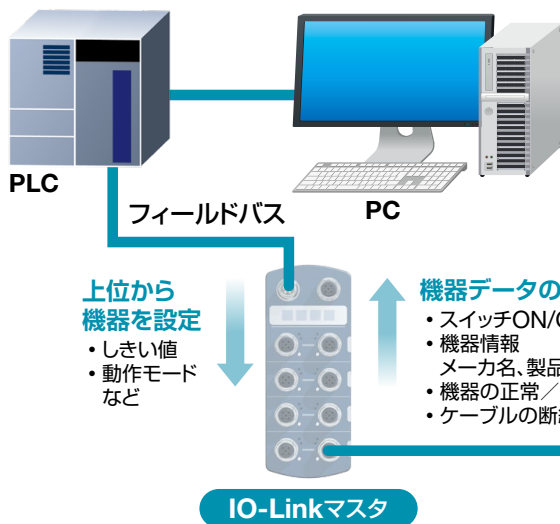 PLC
PC
フィールドバス
上位から
機器を設定
・しきい値
・動作モード
など
機器データの
・スイッチON/
・機器情報
メーカ名、製品
・機器の正常／
・ケーブルの断
IO-Linkマスタ